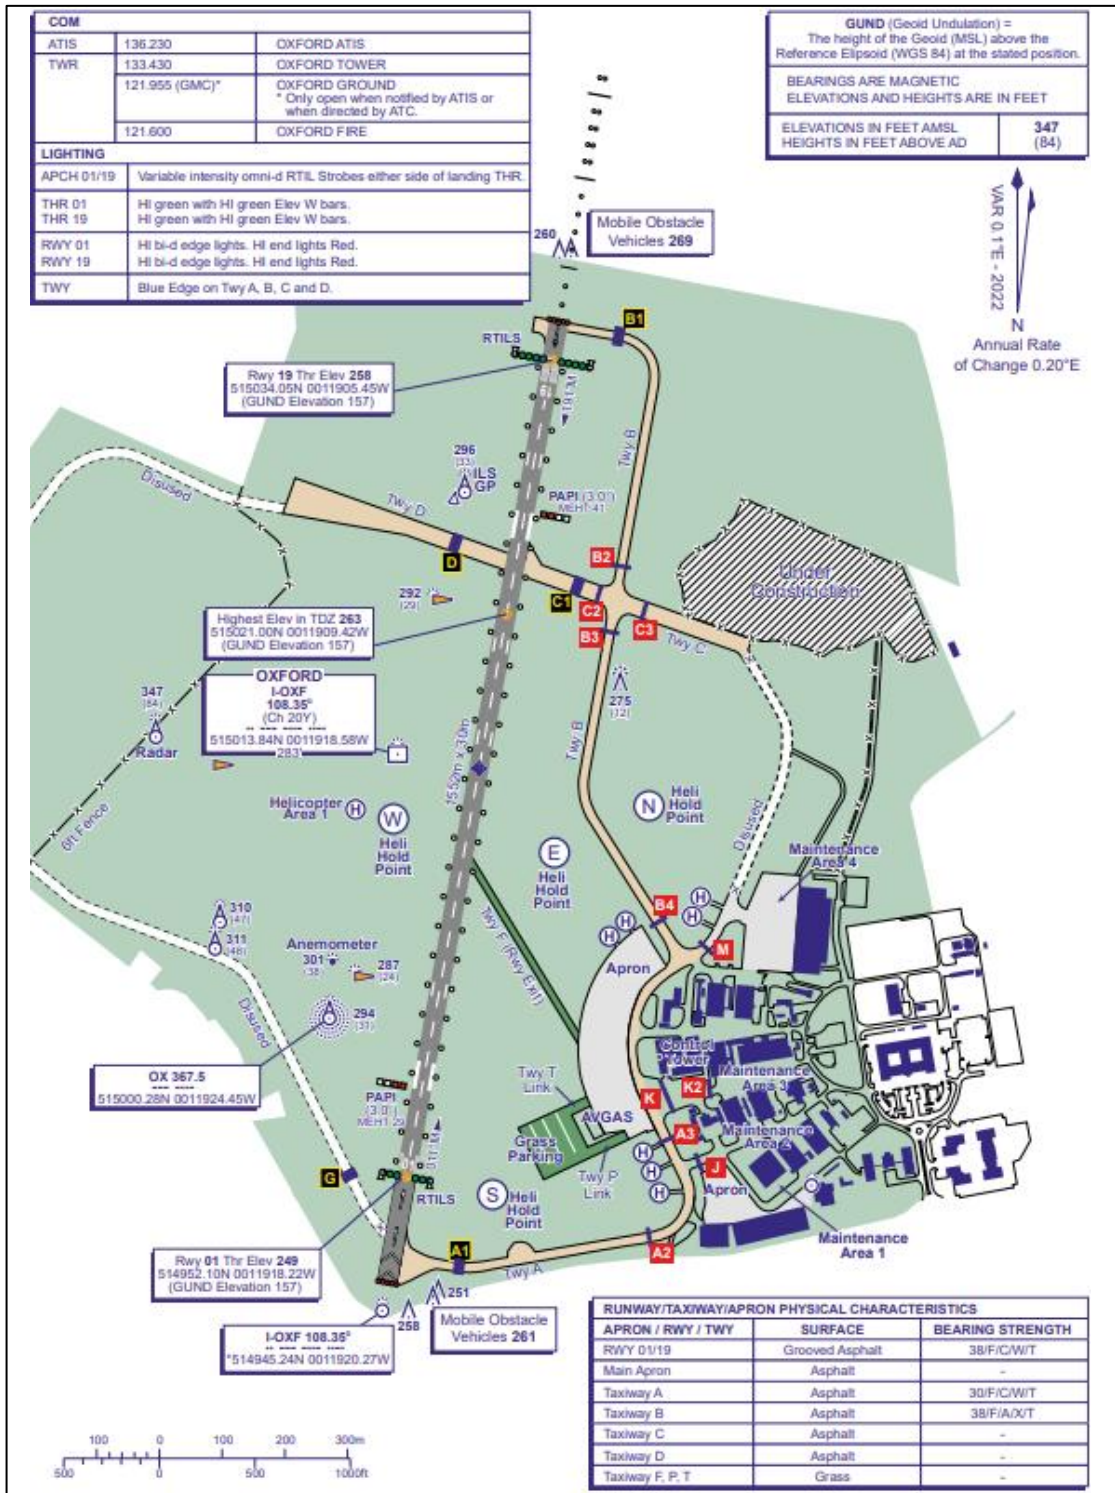 COM
ATIS 136.230 OXFORD ATIS
TWR 133.430 OXFORD TOWER
121.955 (GMC)* OXFORD GROUND
* Only open when notified by ATIS or
when directed by ATC.
121.600 OXFORD FIRE
LIGHTING
APCH 01/19 Variable intensity omni-d RTIL Strobes either side of landing THR.
THR 01 HI green with HI green Elev W bars.
THR 19 HI green with HI green Elev W bars.
RWY 01 HI bi-d edge lights. HI end lights Red.
RWY 19 HI bi-d edge lights. HI end lights Red.
TWY Blue Edge on Twy A, B, C and D.
GUND (Geoid Undulation) =
The height of the Geoid (MSL) above the
Reference Elipsoid (WGS 84) at the stated position.
BEARINGS ARE MAGNETIC
ELEVATIONS AND HEIGHTS ARE IN FEET
ELEVATIONS IN FEET AMSL 347
HEIGHTS IN FEET ABOVE AD (84)
VAR 0.1°E - 2022
N
Annual Rate
of Change 0.20°E
260
Mobile Obstacle
Vehicles 269
B1
RTILS
Rwy 19 Thr Elev 258
515034.05N 0011905.45W
(GUND Elevation 157)
191°M
Twy B
296
(33)
ILS
GP
Disused
Twy D
PAPI (3.0°)
MEHT 41
D
B2
C1
C2
B3
C3
Twy C
Under
Construction
292
(29)
Highest Elev in TDZ 263
515021.00N 0011909.42W
(GUND Elevation 157)
OXFORD
I-OXF
108.35°
(Ch 20Y)
515013.84N 0011918.58W
283'
275
(12)
347
(84)
Radar
1552m x 30m
Twy B
6ft Fence
Helicopter
Area 1
H
W
Heli
Hold
Point
N
Heli
Hold
Point
E
Heli
Hold
Point
Disused
Maintenance
Area 4
310
(47)
311
(48)
Anemometer
301
(38)
287
(24)
294
(31)
Disused
Twy F (Rwy Exit)
B4
H
H
H
H
M
Apron
OX 367.5
515000.28N 0011924.45W
PAPI
(3.0°)
MEHT 29
011°M
Twy T
Link
AVGAS
Grass
Parking
Twy P
Link
Control
Tower
Maintenance
Area 3
K
K2
A3
Maintenance
Area 2
J
H
H
H
Apron
Maintenance
Area 1
G
RTILS
S
Heli
Hold
Point
Rwy 01 Thr Elev 249
514952.10N 0011918.22W
(GUND Elevation 157)
A1
Twy A
A2
251
258
Mobile Obstacle
Vehicles 261
I-OXF 108.35°
*514945.24N 0011920.27W
RUNWAY/TAXIWAY/APRON PHYSICAL CHARACTERISTICS
APRON / RWY / TWY SURFACE BEARING STRENGTH
RWY 01/19 Grooved Asphalt 38/F/C/W/T
Main Apron Asphalt -
Taxiway A Asphalt 30/F/C/W/T
Taxiway B Asphalt 38/F/A/X/T
Taxiway C Asphalt -
Taxiway D Asphalt -
Taxiway F, P, T Grass -
100 0 100 200 300m
500 0 500 1000ft